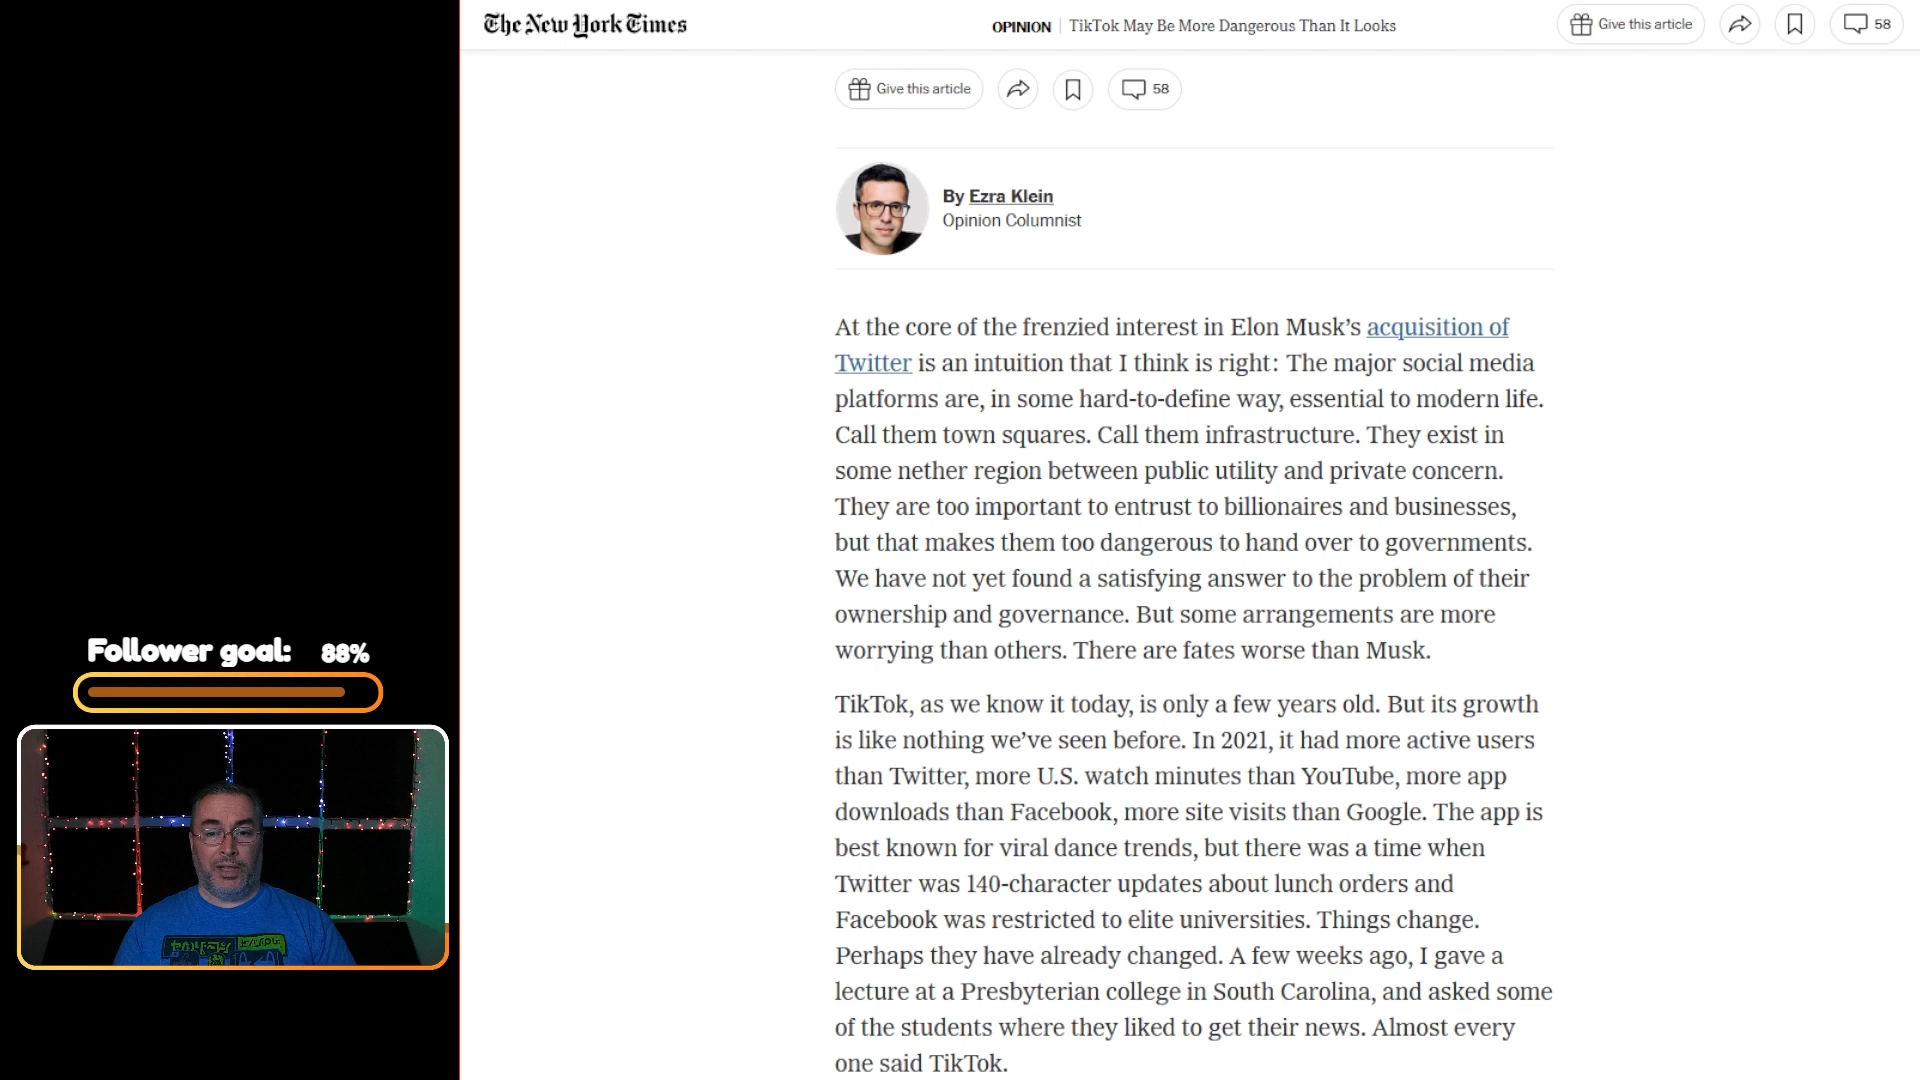 The New York Times
OPINION | TikTok May Be More Dangerous Than It Looks
Give this article
58
Give this article
58
By Ezra Klein
Opinion Columnist
At the core of the frenzied interest in Elon Musk’s acquisition of
Twitter is an intuition that I think is right: The major social media
platforms are, in some hard-to-define way, essential to modern life.
Call them town squares. Call them infrastructure. They exist in
some nether region between public utility and private concern.
They are too important to entrust to billionaires and businesses,
but that makes them too dangerous to hand over to governments.
We have not yet found a satisfying answer to the problem of their
ownership and governance. But some arrangements are more
worrying than others. There are fates worse than Musk.
TikTok, as we know it today, is only a few years old. But its growth
is like nothing we’ve seen before. In 2021, it had more active users
than Twitter, more U.S. watch minutes than YouTube, more app
downloads than Facebook, more site visits than Google. The app is
best known for viral dance trends, but there was a time when
Twitter was 140-character updates about lunch orders and
Facebook was restricted to elite universities. Things change.
Perhaps they have already changed. A few weeks ago, I gave a
lecture at a Presbyterian college in South Carolina, and asked some
of the students where they liked to get their news. Almost every
one said TikTok.
Follower goal: 88%